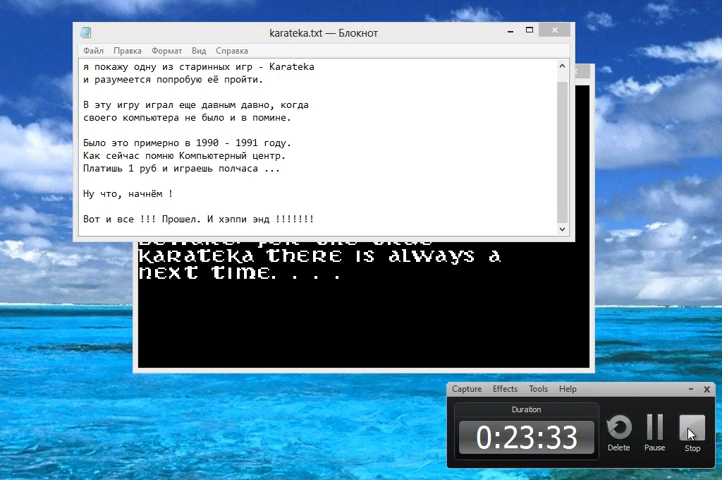 karateka.txt — Блокнот
Файл Правка Формат Вид Справка
я покажу одну из старинных игр - Karateka
и разумеется попробую её пройти.
В эту игру играл еще давным давно, когда
своего компьютера не было и в помине.
Было это примерно в 1990 - 1991 году.
Как сейчас помню Компьютерный центр.
Платишь 1 руб и играешь полчаса ...
Ну что, начнём !
Вот и все !!! Прошел. И хэппи энд !!!!!!!
karateka there is always a
next time. . . .
Capture Effects Tools Help
Duration
0:23:33
Delete Pause Stop